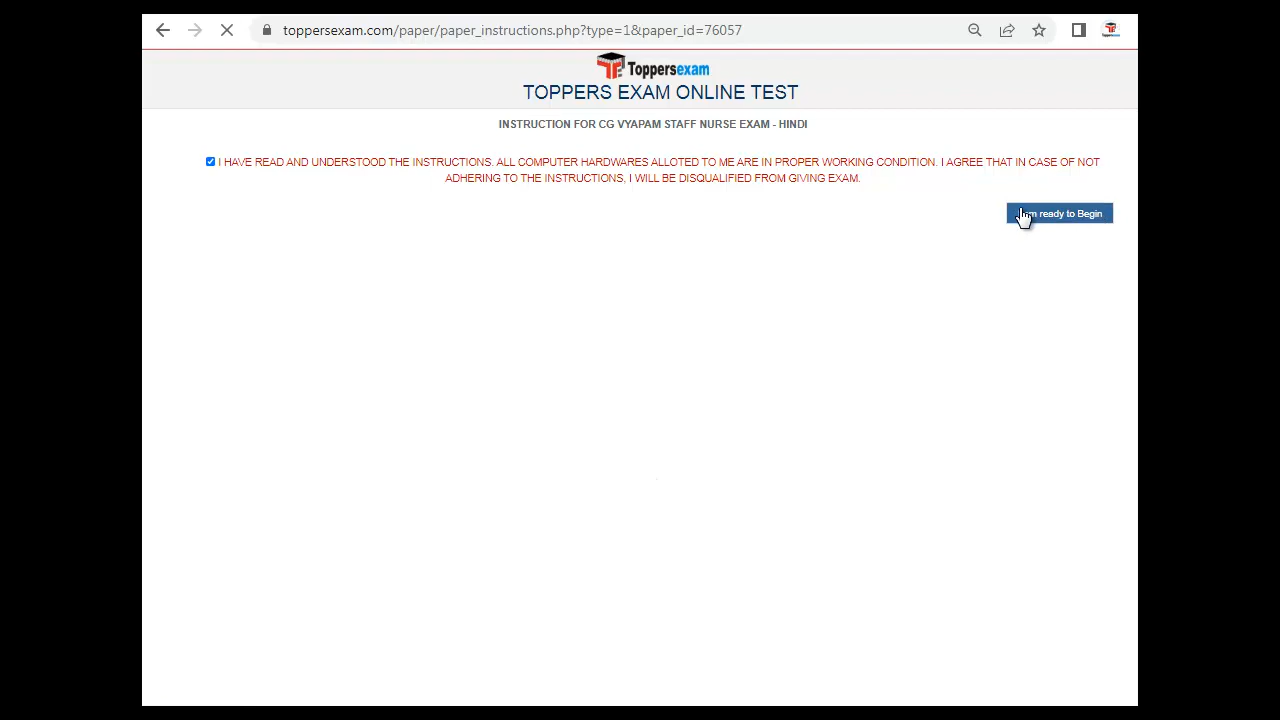 toppersexam.com/paper/paper_instructions.php?type=1&paper_id=76057
Toppersexam
TOPPERS EXAM ONLINE TEST
INSTRUCTION FOR CG VYAPAM STAFF NURSE EXAM - HINDI
I HAVE READ AND UNDERSTOOD THE INSTRUCTIONS. ALL COMPUTER HARDWARES ALLOTED TO ME ARE IN PROPER WORKING CONDITION. I AGREE THAT IN CASE OF NOT
ADHERING TO THE INSTRUCTIONS, I WILL BE DISQUALIFIED FROM GIVING EXAM.
ready to Begin